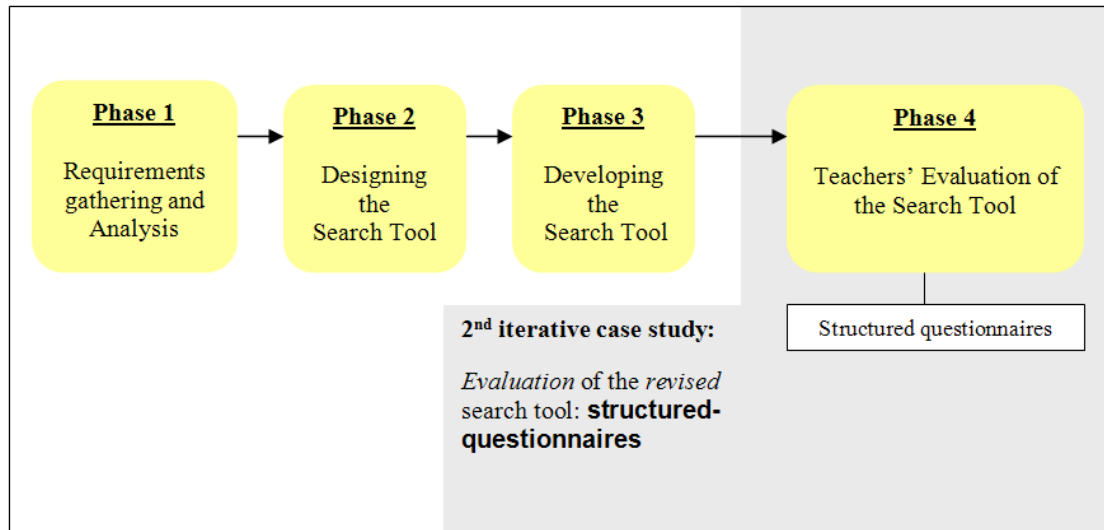 Phase 1
Requirements
gathering and
Analysis
Phase 2
Designing
the
Search Tool
Phase 3
Developing
the
Search Tool
Phase 4
Teachers’ Evaluation of
the Search Tool
Structured questionnaires
2nd iterative case study:
Evaluation of the revised
search tool: structured-
questionnaires